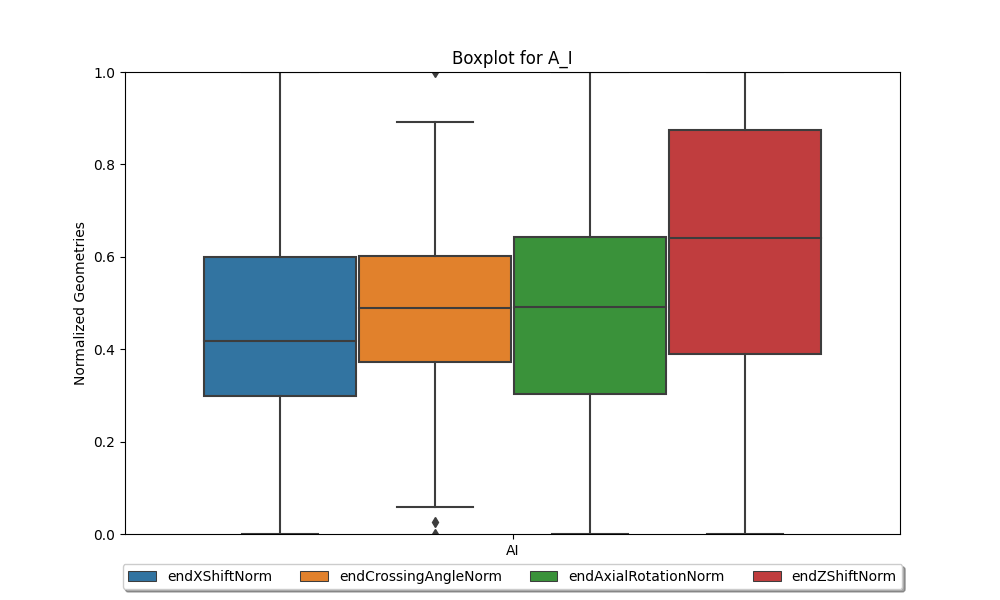 Boxplot for A_I
1.0
0.8
0.6
0.4
0.2
0.0
Normalized Geometries
AI
endXShiftNorm endCrossingAngleNorm endAxialRotationNorm endZShiftNorm